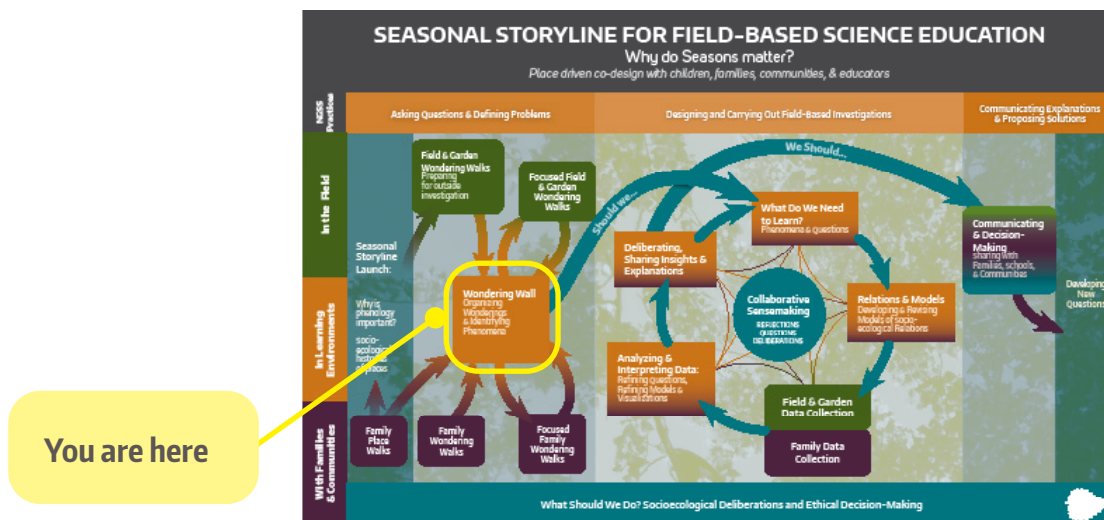 SEASONAL STORYLINE FOR FIELD-BASED SCIENCE EDUCATION
Why do Seasons matter?
Place driven co-design with children, families, communities, & educators
NGSS
Practices
Asking Questions & Defining Problems
Designing and Carrying Out Field-Based Investigations
Communicating Explanations
& Proposing Solutions
In the Field
Field & Garden
Wondering Walks
Preparing
for outside
investigation
Focused Field
& Garden
Wondering
Walks
Should we...
We Should...
What Do We Need
to Learn?
Phenomena & questions
Deliberating,
Sharing Insights &
Explanations
Communicating
& Decision-
Making
sharing with
Families, schools,
& Communities
Seasonal
Storyline
Launch:
In Learning
Environments
Why is
phenology
important?
socio-
ecological
histories
of places
Wondering Wall
Organizing
Wonderings
& Identifying
Phenomena
Collaborative
Sensemaking
REFLECTIONS
QUESTIONS
DELIBERATIONS
Relations & Models
Developing & Revising
Models of socio-
ecological Relations
Developing
New
Questions
Analyzing &
Interpreting Data:
Refining questions,
Refining Models &
Visualizations
Field & Garden
Data Collection
Family Data
Collection
With Families
& Communities
Family
Place
Walks
Family
Wondering
Walks
Focused
Family
Wondering
Walks
What Should We Do? Socioecological Deliberations and Ethical Decision-Making
You are here